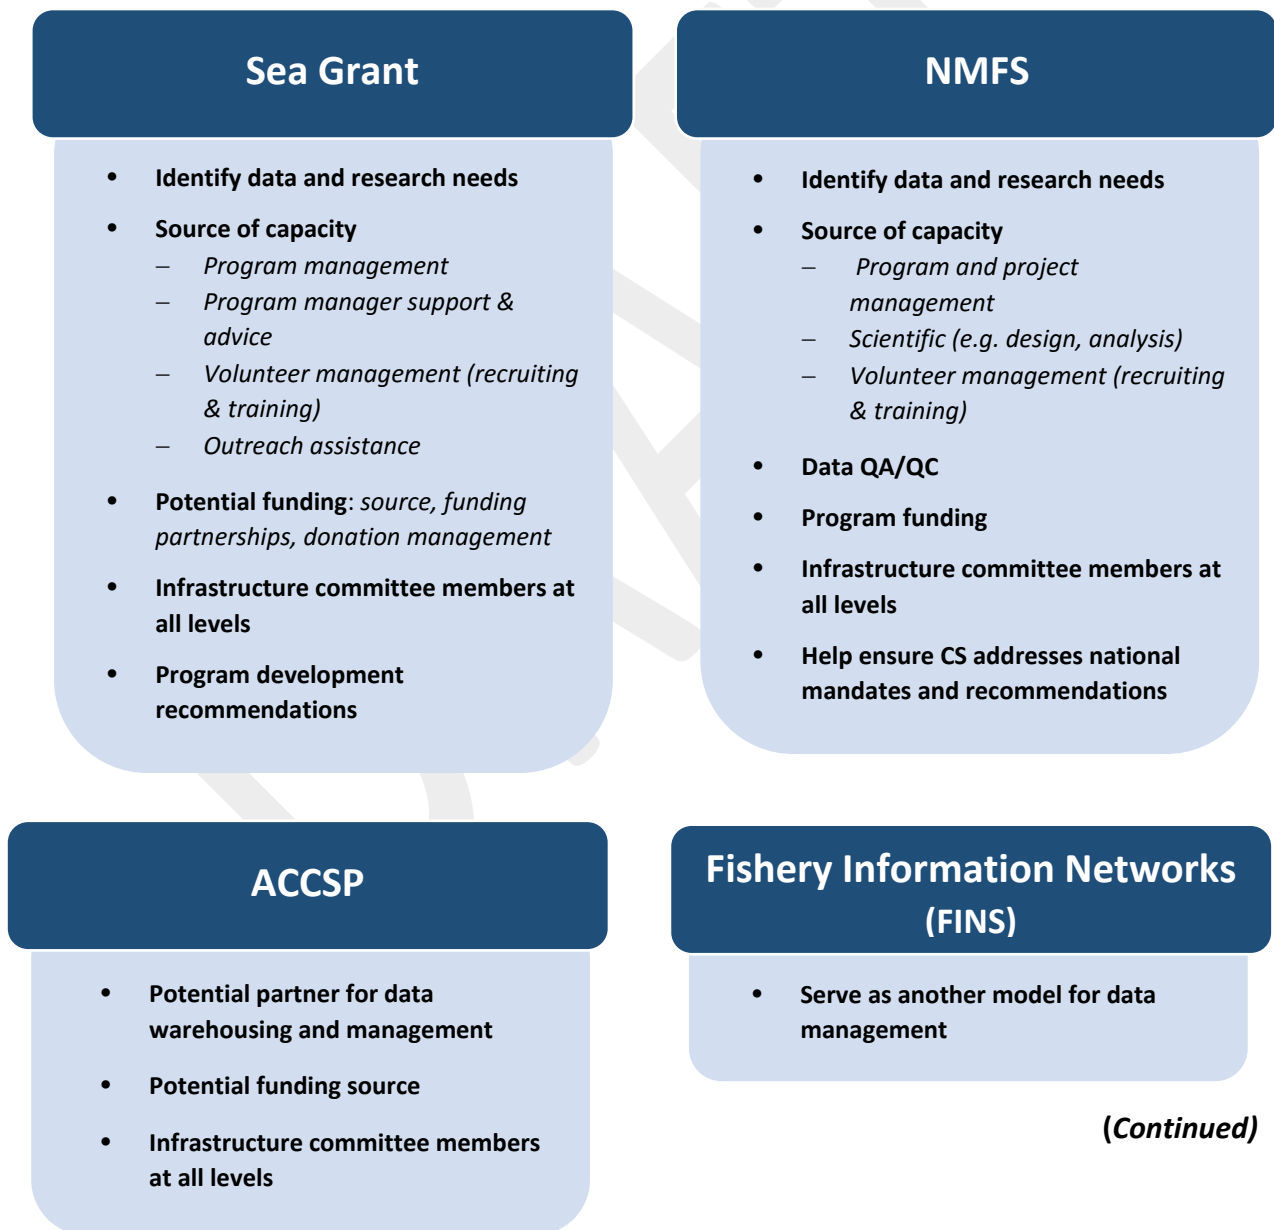 Sea Grant
• Identify data and research needs
• Source of capacity
– Program management
– Program manager support &
advice
– Volunteer management (recruiting
& training)
– Outreach assistance
• Potential funding: source, funding
partnerships, donation management
• Infrastructure committee members at
all levels
• Program development
recommendations
NMFS
• Identify data and research needs
• Source of capacity
– Program and project
management
– Scientific (e.g. design, analysis)
– Volunteer management (recruiting
& training)
• Data QA/QC
• Program funding
• Infrastructure committee members at
all levels
• Help ensure CS addresses national
mandates and recommendations
ACCSP
• Potential partner for data
warehousing and management
• Potential funding source
• Infrastructure committee members
at all levels
Fishery Information Networks
(FINS)
• Serve as another model for data
management
(Continued)